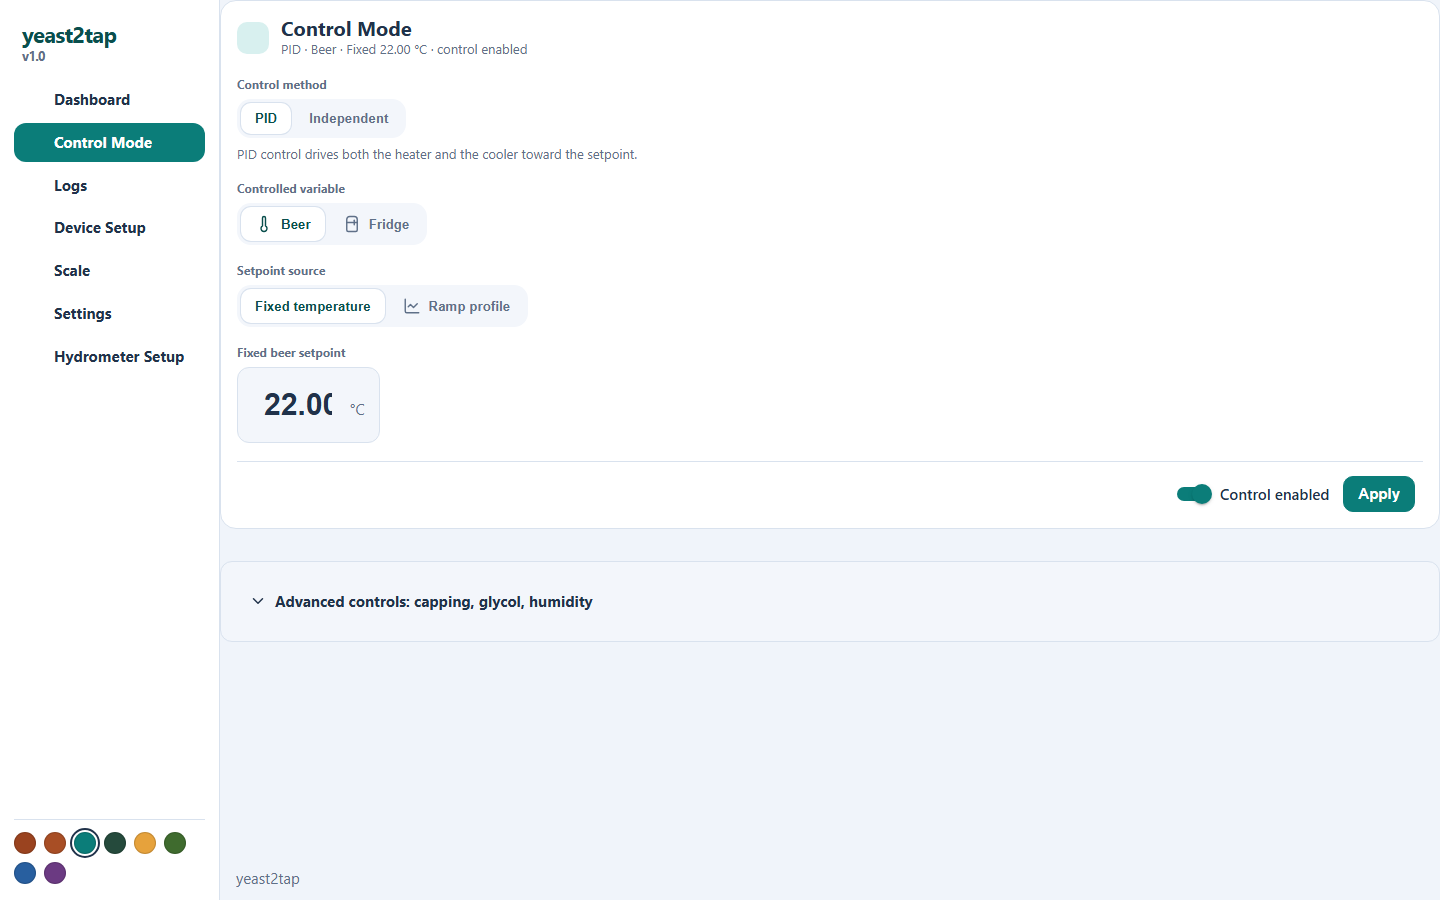 yeast2tap
v1.0
Dashboard
Control Mode
Logs
Device Setup
Scale
Settings
Hydrometer Setup
Control Mode
PID · Beer · Fixed 22.00 °C · control enabled
Control method
PID Independent
PID control drives both the heater and the cooler toward the setpoint.
Controlled variable
Beer Fridge
Setpoint source
Fixed temperature Ramp profile
Fixed beer setpoint
22.00 °C
Control enabled Apply
Advanced controls: capping, glycol, humidity
yeast2tap